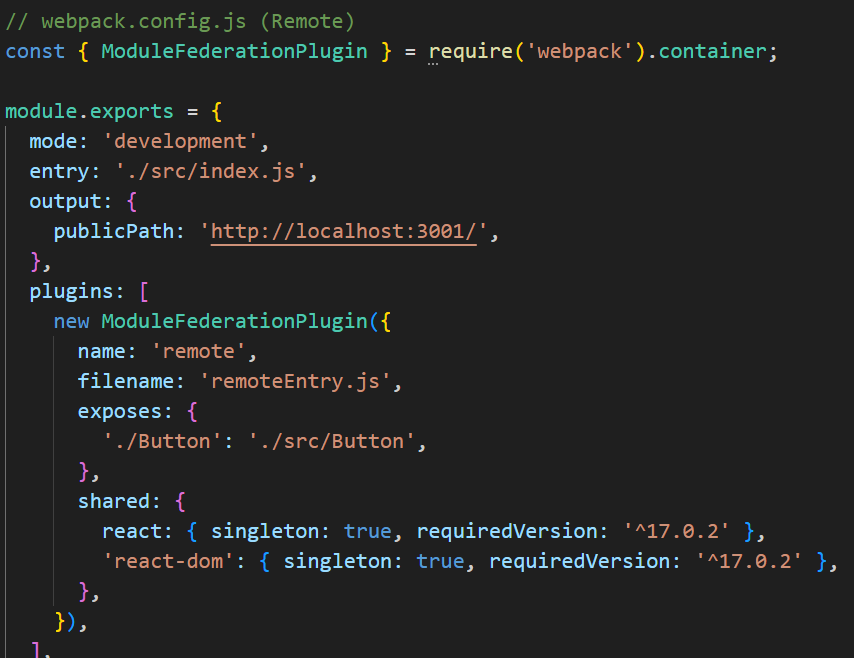 // webpack.config.js (Remote)
const { ModuleFederationPlugin } = require('webpack').container;

module.exports = {
  mode: 'development',
  entry: './src/index.js',
  output: {
    publicPath: 'http://localhost:3001/',
  },
  plugins: [
    new ModuleFederationPlugin({
      name: 'remote',
      filename: 'remoteEntry.js',
      exposes: {
        './Button': './src/Button',
      },
      shared: {
        react: { singleton: true, requiredVersion: '^17.0.2' },
        'react-dom': { singleton: true, requiredVersion: '^17.0.2' },
      },
    }),
  ],